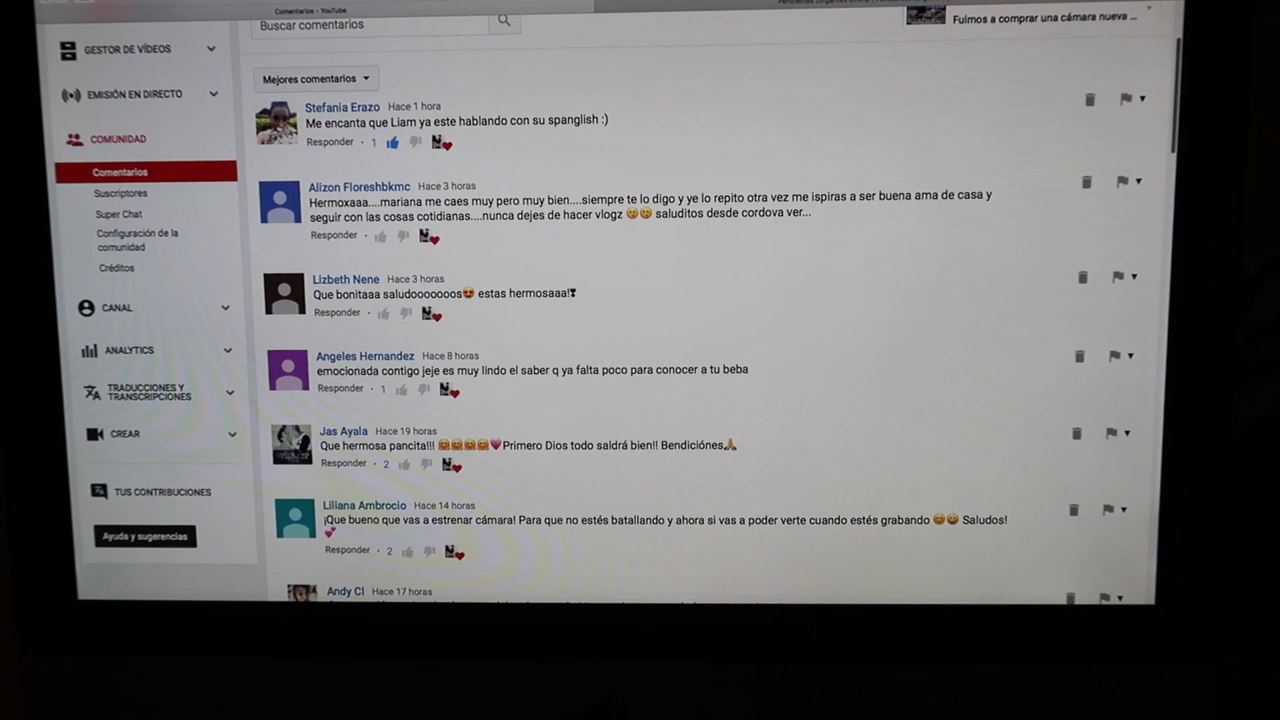 Comentarios - YouTube
Buscar comentarios
Fuimos a comprar una cámara nueva ...
GESTOR DE VÍDEOS
EMISIÓN EN DIRECTO
COMUNIDAD
Comentarios
Suscriptores
Super Chat
Configuración de la
comunidad
Créditos
CANAL
ANALYTICS
TRADUCCIONES Y
TRANSCRIPCIONES
CREAR
TUS CONTRIBUCIONES
Ayuda y sugerencias
Mejores comentarios
Stefania Erazo Hace 1 hora
Me encanta que Liam ya este hablando con su spanglish :)
Responder · 1
Alizon Floreshbkmc Hace 3 horas
Hermoxaaa....mariana me caes muy pero muy bien....siempre te lo digo y ye lo repito otra vez me ispiras a ser buena ama de casa y
seguir con las cosas cotidianas....nunca dejes de hacer vlogz 😙😙 saluditos desde cordova ver...
Responder ·
Lizbeth Nene Hace 3 horas
Que bonitaaa saludooooooos😍 estas hermosaaa!❣
Responder ·
Angeles Hernandez Hace 8 horas
emocionada contigo jeje es muy lindo el saber q ya falta poco para conocer a tu beba
Responder · 1
Jas Ayala Hace 19 horas
Que hermosa pancita!!! 🤗🤗🤗🤗💗Primero Dios todo saldrá bien!! Bendiciónes🙏
Responder · 2
Liliana Ambrocio Hace 14 horas
¡Que bueno que vas a estrenar cámara! Para que no estés batallando y ahora si vas a poder verte cuando estés grabando 😊😄 Saludos!
💕
Responder · 2
Andy Cl Hace 17 horas